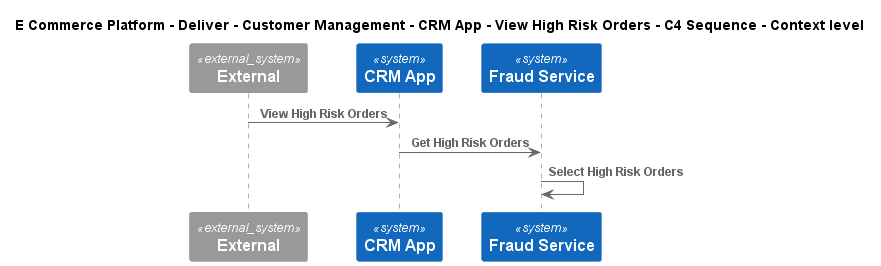 E Commerce Platform - Deliver - Customer Management - CRM App - View High Risk Orders - C4 Sequence - Context level
«external_system» «system» «system»
External CRM App Fraud Service
View High Risk Orders
Get High Risk Orders
Select High Risk Orders
«external_system» «system» «system»
External CRM App Fraud Service